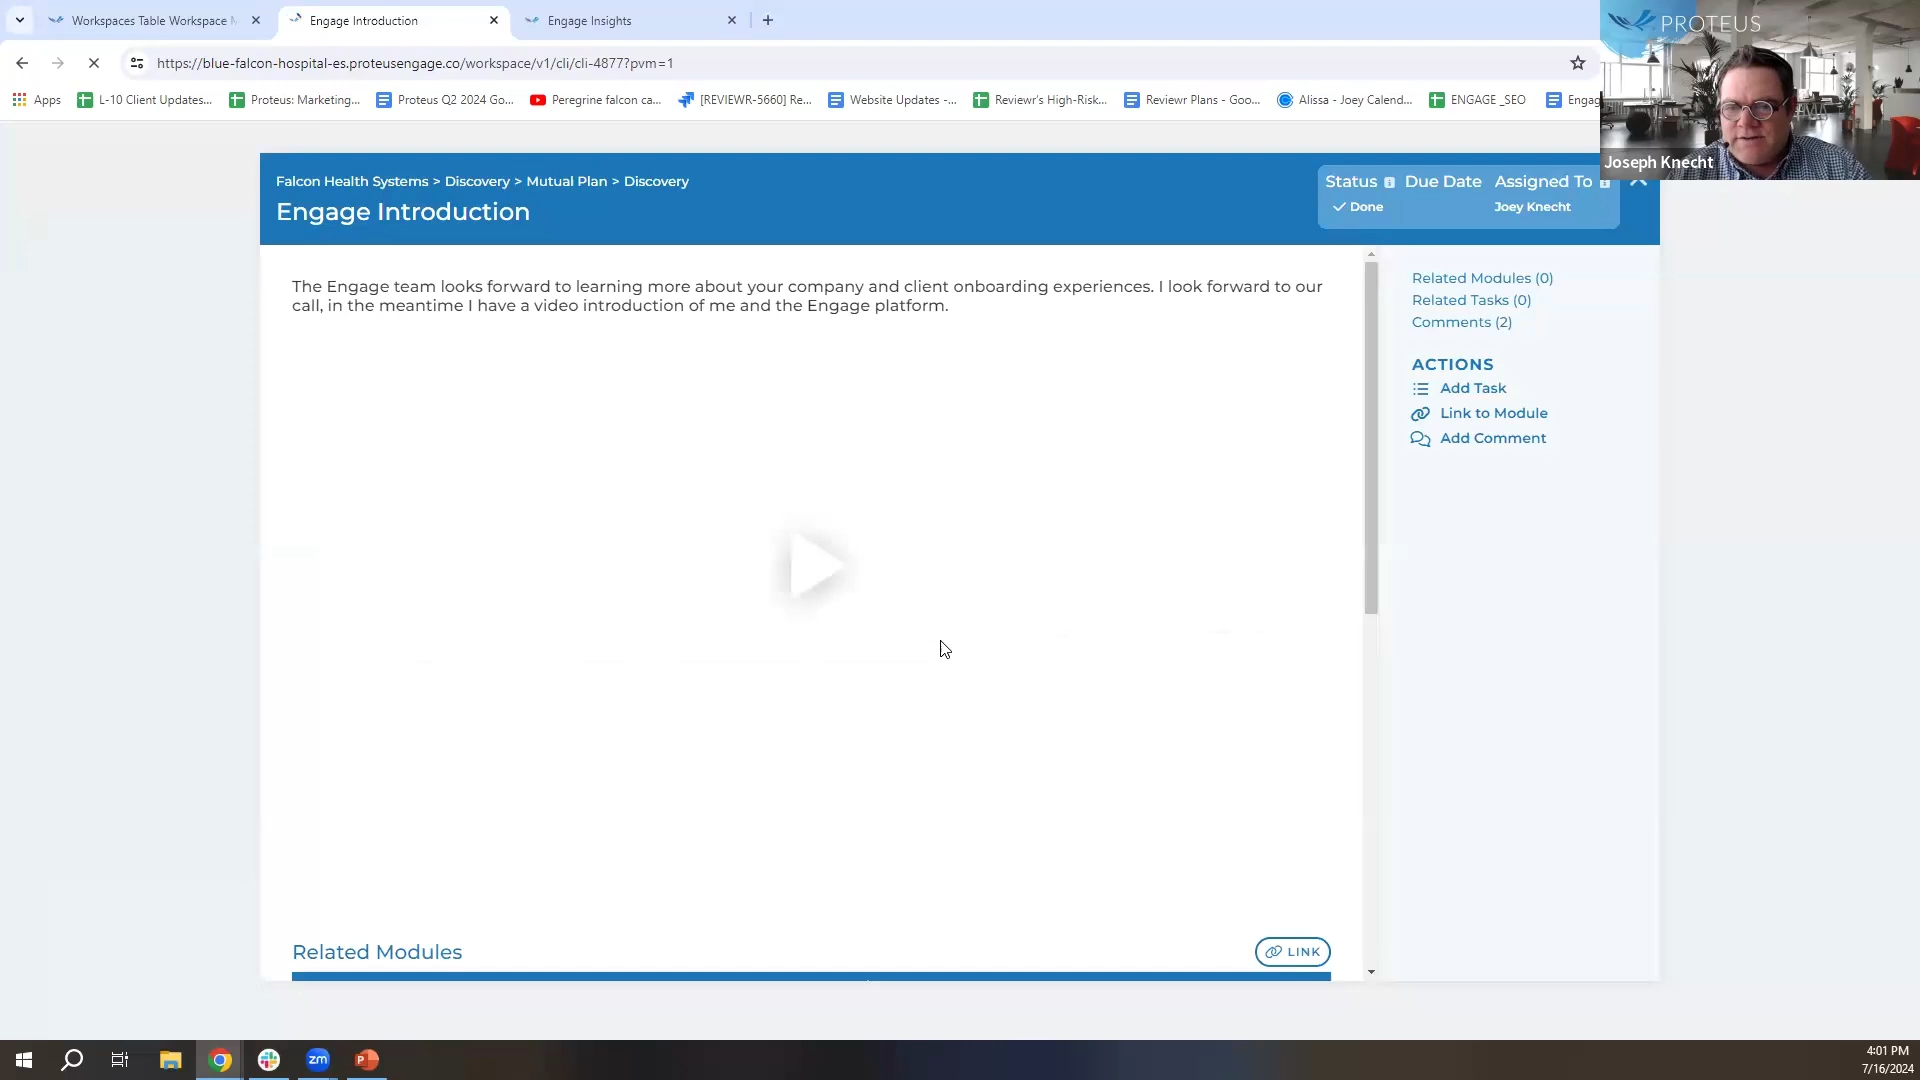 Workspaces Table Workspace M
Engage Introduction
Engage Insights
https://blue-falcon-hospital-es.proteusengage.co/workspace/v1/cli/cli-4877?pvm=1
Apps
L-10 Client Updates...
Proteus: Marketing...
Proteus Q2 2024 Go...
Peregrine falcon ca...
[REVIEWR-5660] Re...
Website Updates -...
Reviewr's High-Risk...
Reviewr Plans - Goo...
Alissa - Joey Calend...
ENGAGE _SEO
Engag
PROTEUS
Joseph Knecht
Falcon Health Systems > Discovery > Mutual Plan > Discovery
Engage Introduction
Status Due Date Assigned To
Done Joey Knecht
The Engage team looks forward to learning more about your company and client onboarding experiences. I look forward to our
call, in the meantime I have a video introduction of me and the Engage platform.
Related Modules (0)
Related Tasks (0)
Comments (2)
ACTIONS
Add Task
Link to Module
Add Comment
Related Modules
LINK
zm
P
4:01 PM
7/16/2024